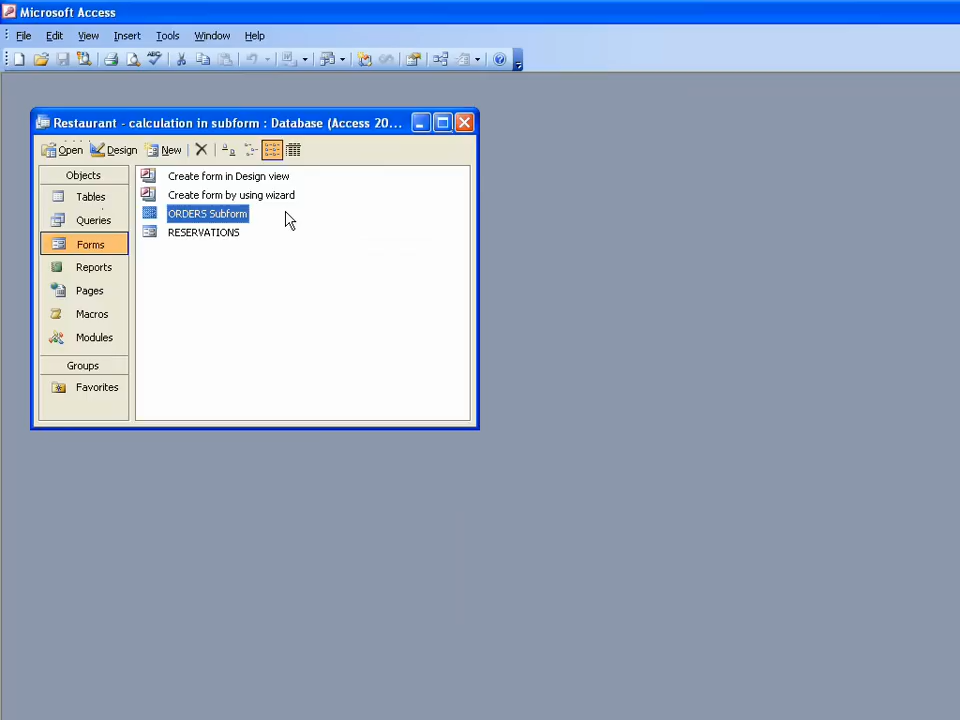 Microsoft Access
File Edit View Insert Tools Window Help
Restaurant - calculation in subform : Database (Access 20...
Open Design New
Objects
Tables
Queries
Forms
Reports
Pages
Macros
Modules
Groups
Favorites
Create form in Design view
Create form by using wizard
ORDERS Subform
RESERVATIONS